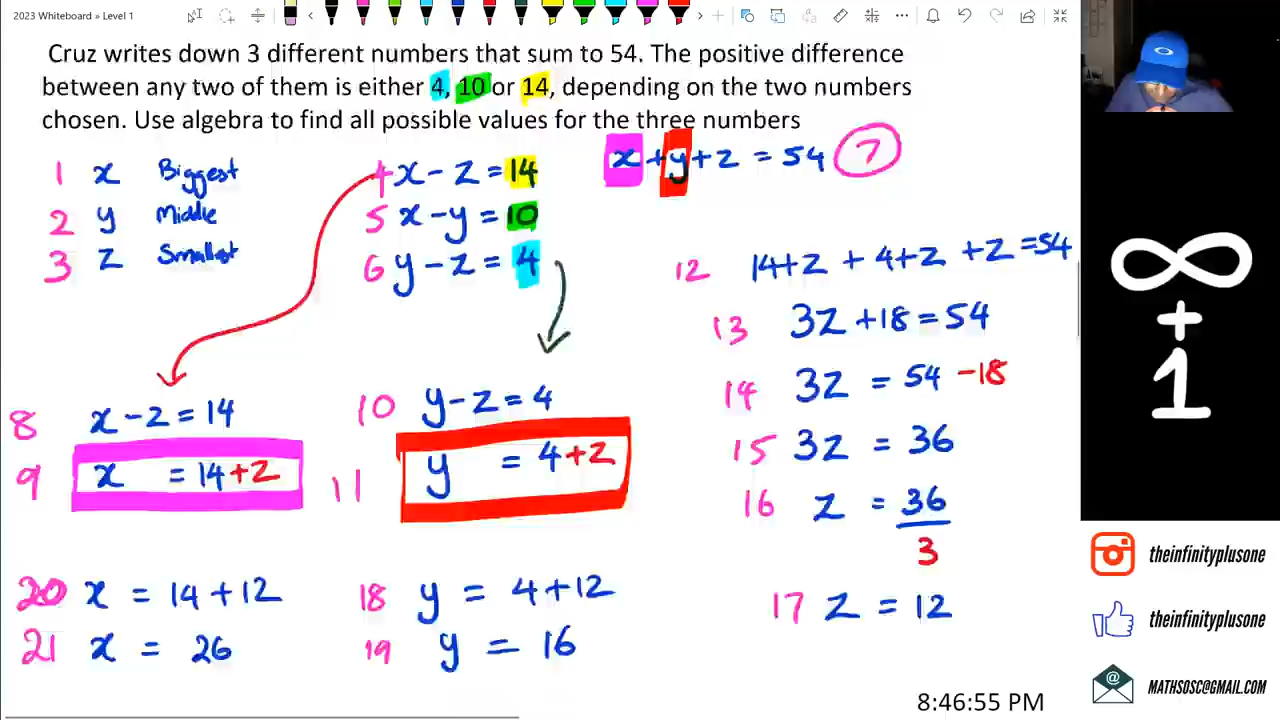 2023 Whiteboard » Level 1
Cruz writes down 3 different numbers that sum to 54. The positive difference
between any two of them is either 4, 10 or 14, depending on the two numbers
chosen. Use algebra to find all possible values for the three numbers
1 x Biggest
2 y Middle
3 z Smallest
4 x - z = 14
5 x - y = 10
6 y - z = 4
x + y + z = 54 7
8 x - z = 14
9 x = 14 + z
10 y - z = 4
11 y = 4 + z
12 14 + z + 4 + z + z = 54
13 3z + 18 = 54
14 3z = 54 - 18
15 3z = 36
16 z = 36
3
17 z = 12
18 y = 4 + 12
19 y = 16
20 x = 14 + 12
21 x = 26
8:46:55 PM
∞
+
1
theinfinityplusone
theinfinityplusone
@
MATHSOSC@GMAIL.COM